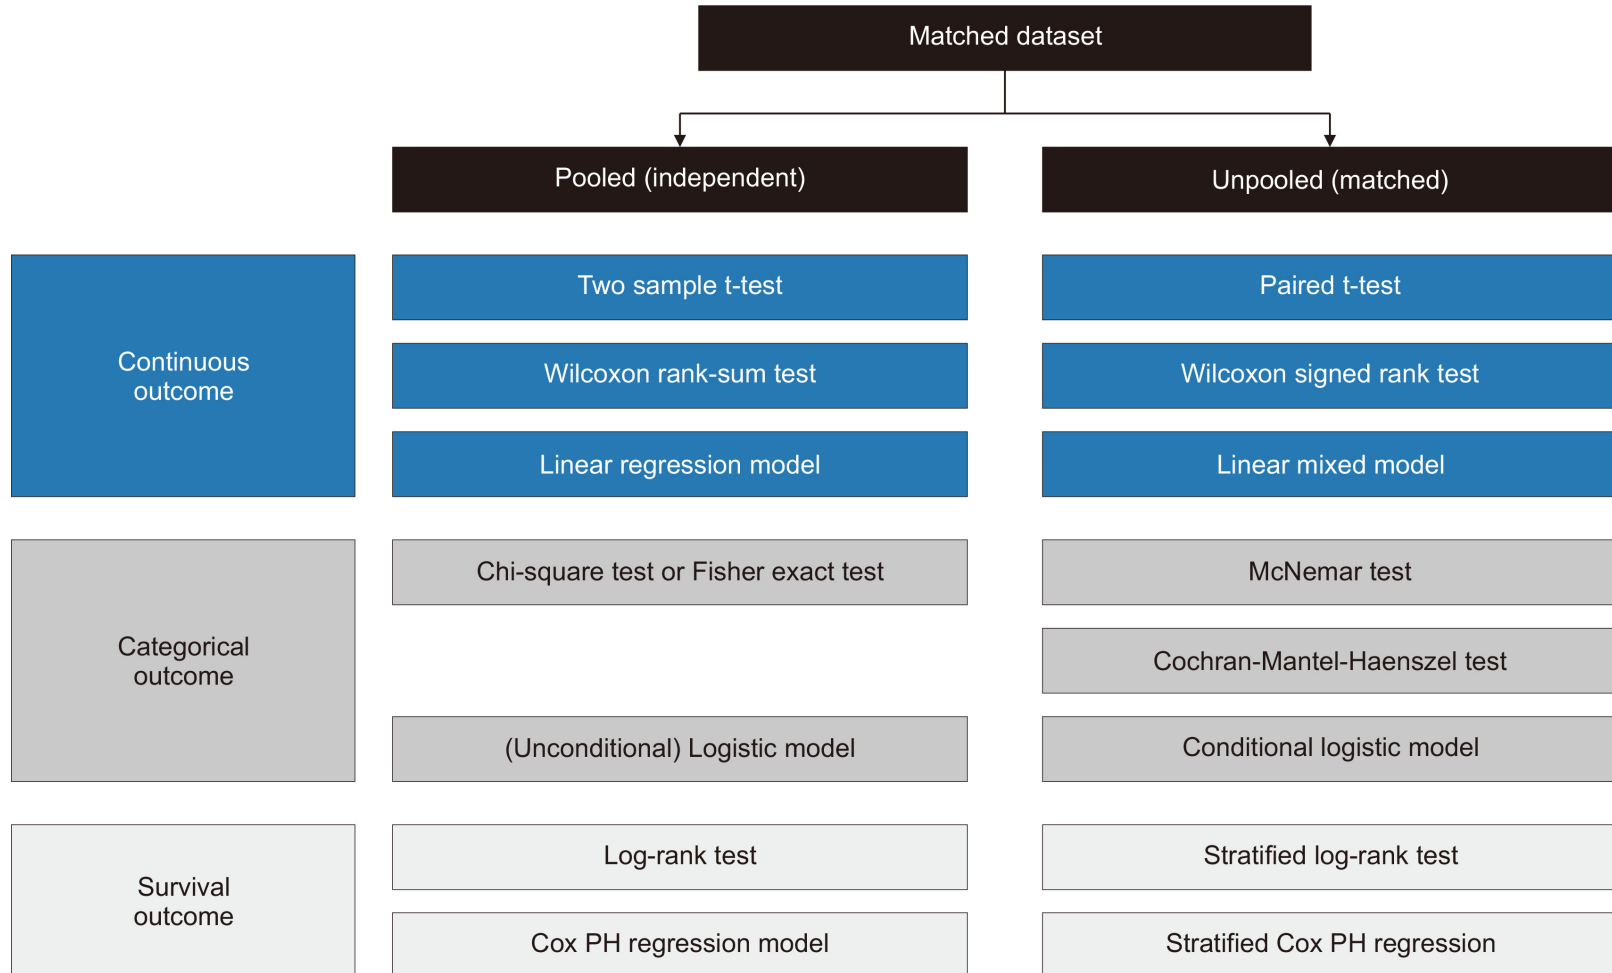 Matched dataset
Pooled (independent)
Unpooled (matched)
Continuous
outcome
Two sample t-test
Paired t-test
Wilcoxon rank-sum test
Wilcoxon signed rank test
Linear regression model
Linear mixed model
Categorical
outcome
Chi-square test or Fisher exact test
McNemar test
Cochran-Mantel-Haenszel test
(Unconditional) Logistic model
Conditional logistic model
Survival
outcome
Log-rank test
Stratified log-rank test
Cox PH regression model
Stratified Cox PH regression